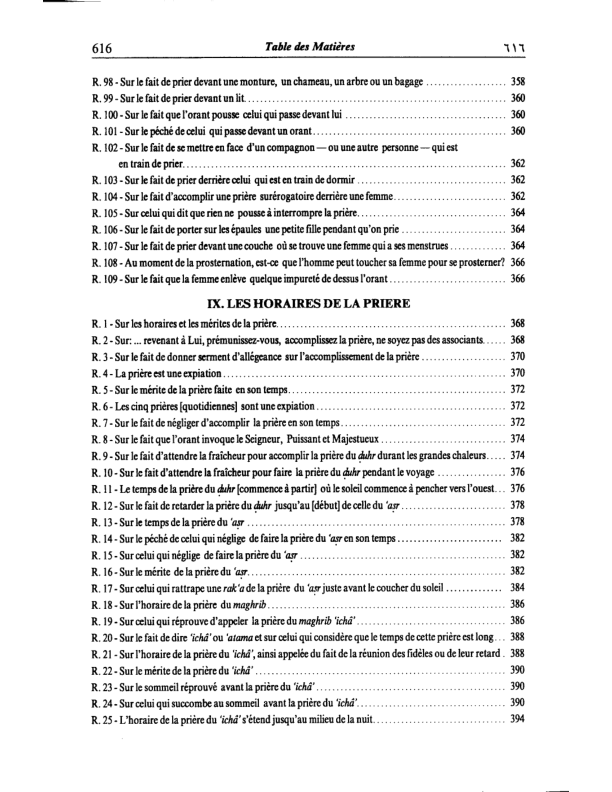 616 Table des Matières ٦١٦
R. 98 - Sur le fait de prier devant une monture, un chameau, un arbre ou un bagage .................... 358
R. 99 - Sur le fait de prier devant un lit.................... 360
R. 100 - Sur le fait que l'orant pousse celui qui passe devant lui .................... 360
R. 101 - Sur le péché de celui qui passe devant un orant.................... 360
R. 102 - Sur le fait de se mettre en face d'un compagnon — ou une autre personne — qui est
en train de prier.................... 362
R. 103 - Sur le fait de prier derrière celui qui est en train de dormir .................... 362
R. 104 - Sur le fait d'accomplir une prière surérogatoire derrière une femme.................... 362
R. 105 - Sur celui qui dit que rien ne pousse à interrompre la prière.................... 364
R. 106 - Sur le fait de porter sur les épaules une petite fille pendant qu'on prie .................... 364
R. 107 - Sur le fait de prier devant une couche où se trouve une femme qui a ses menstrues .............. 364
R. 108 - Au moment de la prosternation, est-ce que l'homme peut toucher sa femme pour se prosterner? 366
R. 109 - Sur le fait que la femme enlève quelque impureté de dessus l'orant .................... 366
IX. LES HORAIRES DE LA PRIERE
R. 1 - Sur les horaires et les mérites de la prière.................... 368
R. 2 - Sur: ... revenant à Lui, prémunissez-vous, accomplissez la prière, ne soyez pas des associants...... 368
R. 3 - Sur le fait de donner serment d'allégeance sur l'accomplissement de la prière .................... 370
R. 4 - La prière est une expiation .................... 370
R. 5 - Sur le mérite de la prière faite en son temps.................... 372
R. 6 - Les cinq prières [quotidiennes] sont une expiation .................... 372
R. 7 - Sur le fait de négliger d'accomplir la prière en son temps.................... 372
R. 8 - Sur le fait que l'orant invoque le Seigneur, Puissant et Majestueux .................... 374
R. 9 - Sur le fait d'attendre la fraîcheur pour accomplir la prière du ḍuhr durant les grandes chaleurs..... 374
R. 10 - Sur le fait d'attendre la fraîcheur pour faire la prière du ḍuhr pendant le voyage ................ 376
R. 11 - Le temps de la prière du ḍuhr [commence à partir] où le soleil commence à pencher vers l'ouest... 376
R. 12 - Sur le fait de retarder la prière du ḍuhr jusqu'au [début] de celle du 'aṣr .................... 378
R. 13 - Sur le temps de la prière du 'aṣr .................... 378
R. 14 - Sur le péché de celui qui néglige de faire la prière du 'aṣr en son temps.................... 382
R. 15 - Sur celui qui néglige de faire la prière du 'aṣr .................... 382
R. 16 - Sur le mérite de la prière du 'aṣr.................... 382
R. 17 - Sur celui qui rattrape une rak'a de la prière du 'aṣr juste avant le coucher du soleil .............. 384
R. 18 - Sur l'horaire de la prière du maghrib.................... 386
R. 19 - Sur celui qui réprouve d'appeler la prière du maghrib 'ichâ'.................... 386
R. 20 - Sur le fait de dire 'ichâ' ou 'atama et sur celui qui considère que le temps de cette prière est long... 388
R. 21 - Sur l'horaire de la prière du 'ichâ', ainsi appelée du fait de la réunion des fidèles ou de leur retard . 388
R. 22 - Sur le mérite de la prière du 'ichâ' .................... 390
R. 23 - Sur le sommeil réprouvé avant la prière du 'ichâ'.................... 390
R. 24 - Sur celui qui succombe au sommeil avant la prière du 'ichâ'.................... 390
R. 25 - L'horaire de la prière du 'ichâ' s'étend jusqu'au milieu de la nuit.................... 394